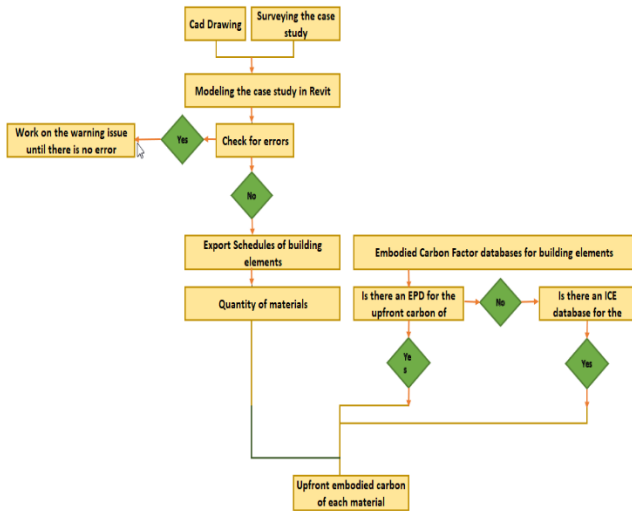 Cad Drawing
Surveying the case
study
Modeling the case study in Revit
Check for errors
Yes
Work on the warning issue
until there is no error
No
Export Schedules of building
elements
Quantity of materials
Embodied Carbon Factor databases for building elements
Is there an EPD for the
upfront carbon of
No
Is there an ICE
database for the
Ye
s
Yes
Upfront embodied carbon
of each material